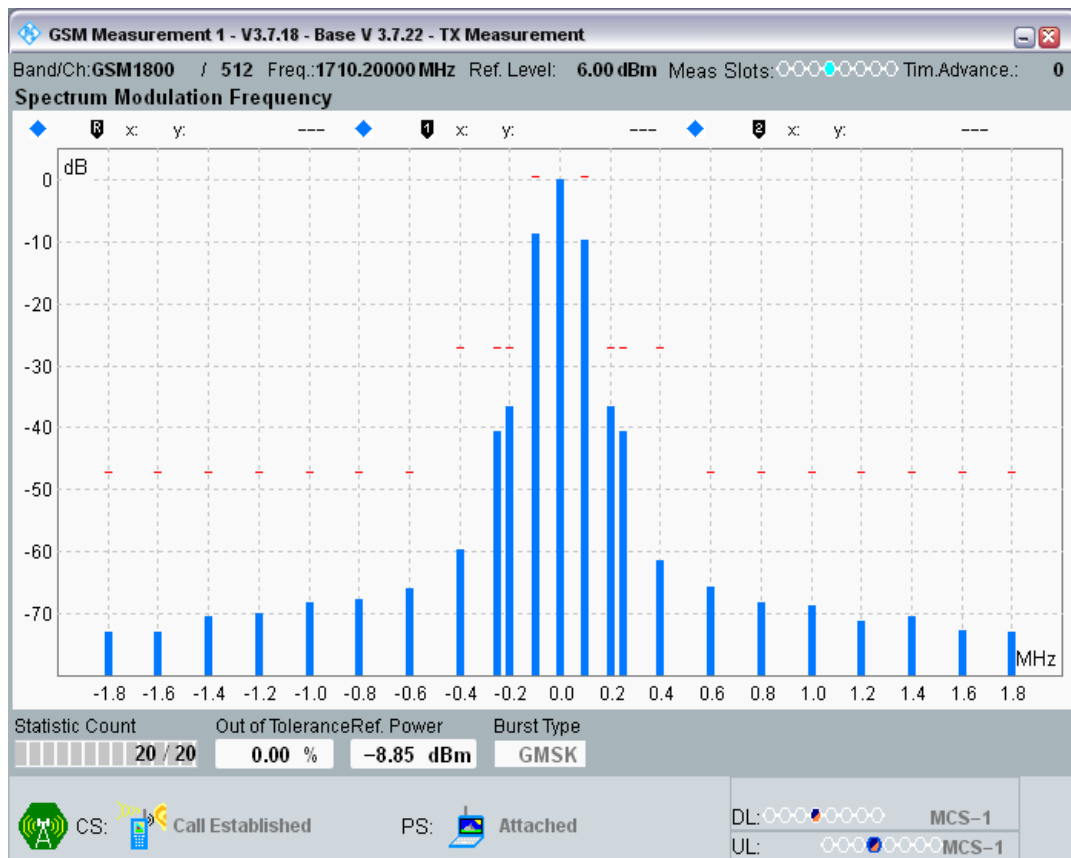 GSM Measurement 1 - V3.7.18 - Base V 3.7.22 - TX Measurement
Band/Ch:GSM1800 / 512 Freq.:1710.20000 MHz Ref. Level: 6.00 dBm Meas Slots: Tim.Advance.: 0
Spectrum Modulation Frequency
R x: y: --- 1 x: y: --- 2 x: y: ---
dB
0
-10
-20
-30
-40
-50
-60
-70
MHz
-1.8 -1.6 -1.4 -1.2 -1.0 -0.8 -0.6 -0.4 -0.2 0.0 0.2 0.4 0.6 0.8 1.0 1.2 1.4 1.6 1.8
Statistic Count Out of Tolerance Ref. Power Burst Type
20 / 20 0.00 % −8.85 dBm GMSK
CS: Call Established PS: Attached DL: MCS−1
UL: MCS−1